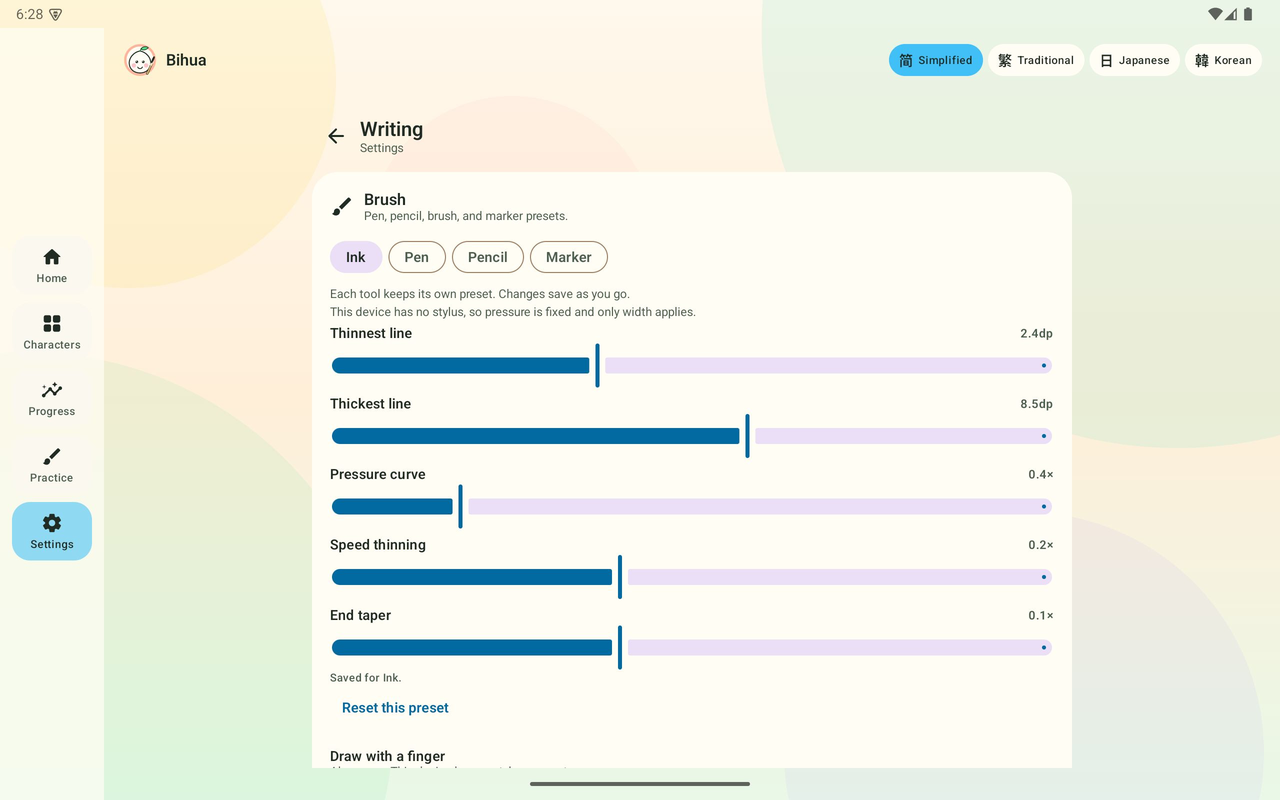 6:28
Bihua
简 Simplified
繁 Traditional
日 Japanese
韓 Korean
Writing
Settings
Home
Characters
Progress
Practice
Settings
Brush
Pen, pencil, brush, and marker presets.
Ink
Pen
Pencil
Marker
Each tool keeps its own preset. Changes save as you go.
This device has no stylus, so pressure is fixed and only width applies.
Thinnest line 2.4dp
Thickest line 8.5dp
Pressure curve 0.4×
Speed thinning 0.2×
End taper 0.1×
Saved for Ink.
Reset this preset
Draw with a finger